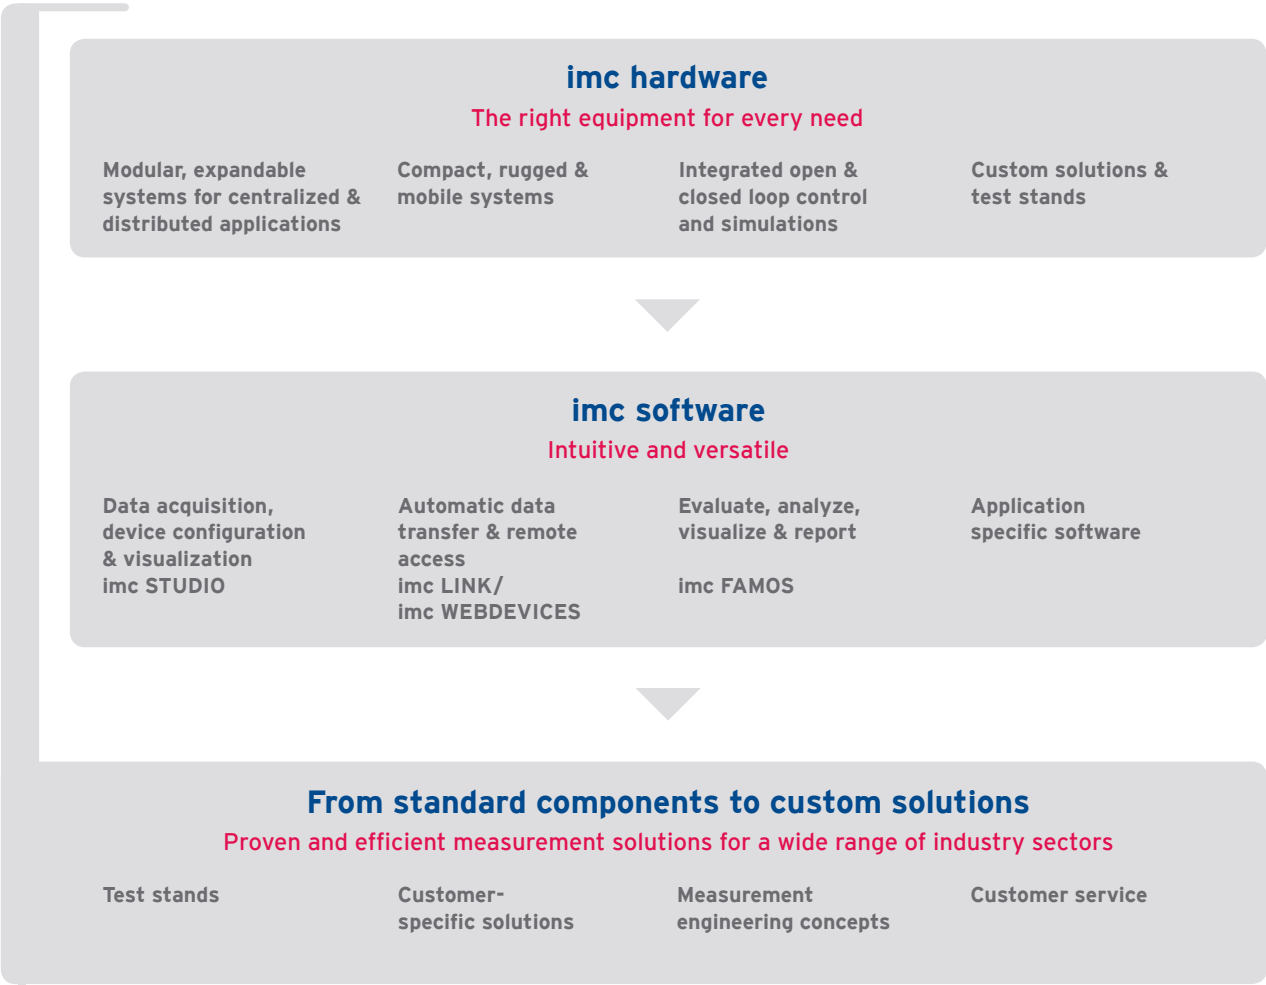 imc hardware
The right equipment for every need
Modular, expandable
systems for centralized &
distributed applications
Compact, rugged &
mobile systems
Integrated open &
closed loop control
and simulations
Custom solutions &
test stands
imc software
Intuitive and versatile
Data acquisition,
device configuration
& visualization
imc STUDIO
Automatic data
transfer & remote
access
imc LINK/
imc WEBDEVICES
Evaluate, analyze,
visualize & report
imc FAMOS
Application
specific software
From standard components to custom solutions
Proven and efficient measurement solutions for a wide range of industry sectors
Test stands
Customer-
specific solutions
Measurement
engineering concepts
Customer service